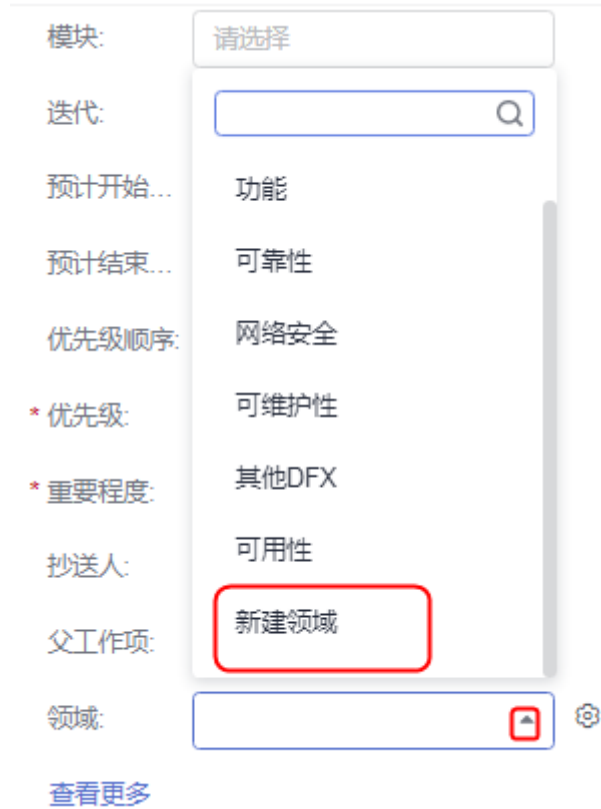 模块:
请选择
迭代:
预计开始...
功能
预计结束...
可靠性
优先级顺序:
网络安全
* 优先级:
可维护性
* 重要程度:
其他DFX
抄送人:
可用性
父工作项:
新建领域
领域:
查看更多